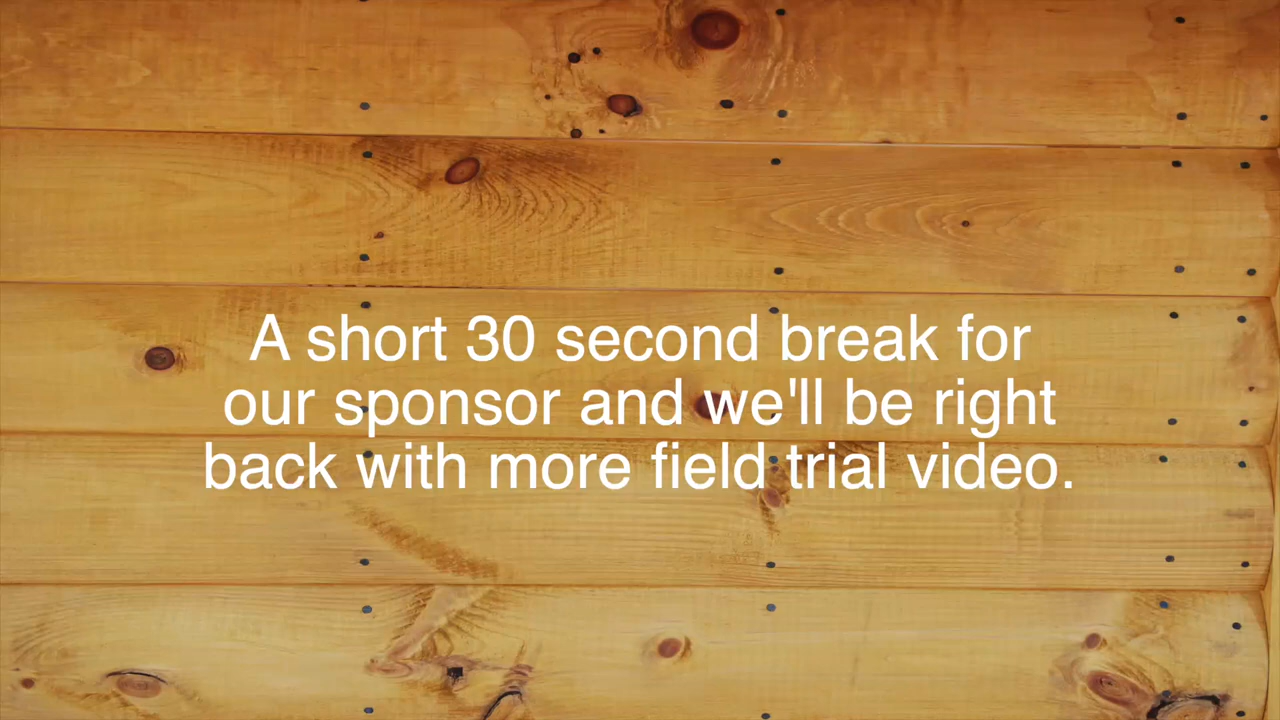 A short 30 second break for
our sponsor and we'll be right
back with more field trial video.